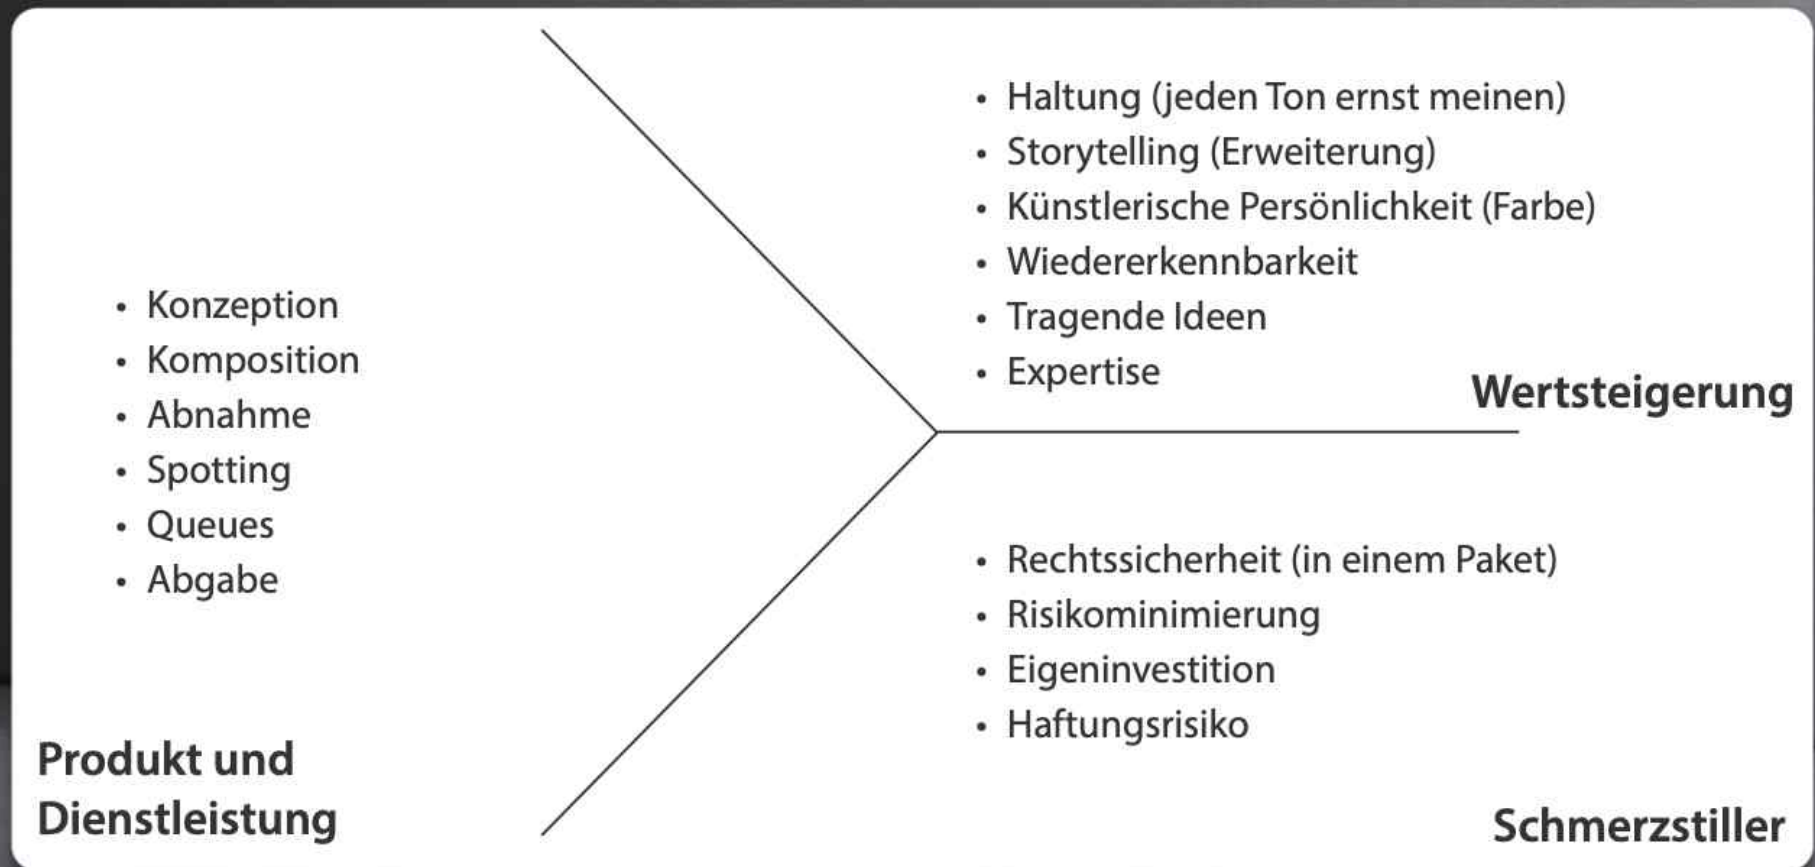 Konzeption
Komposition
Abnahme
Spotting
Queues
Abgabe
Produkt und
Dienstleistung
Haltung (jeden Ton ernst meinen)
Storytelling (Erweiterung)
Künstlerische Persönlichkeit (Farbe)
Wiedererkennbarkeit
Tragende Ideen
Expertise
Wertsteigerung
Rechtssicherheit (in einem Paket)
Risikominimierung
Eigeninvestition
Haftungsrisiko
Schmerzstiller